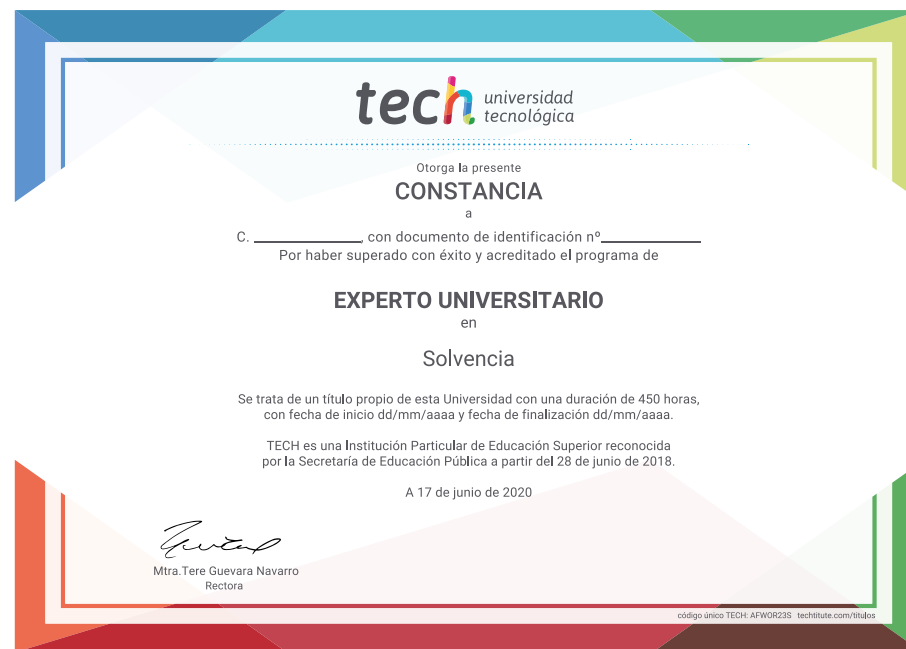 tech universidad
tecnológica
Otorga la presente
CONSTANCIA
a
C. ____________, con documento de identificación nº___________
Por haber superado con éxito y acreditado el programa de
EXPERTO UNIVERSITARIO
en
Solvencia
Se trata de un título propio de esta Universidad con una duración de 450 horas,
con fecha de inicio dd/mm/aaaa y fecha de finalización dd/mm/aaaa.
TECH es una Institución Particular de Educación Superior reconocida
por la Secretaría de Educación Pública a partir del 28 de junio de 2018.
A 17 de junio de 2020
Mtra.Tere Guevara Navarro
Rectora
código único TECH: AFWOR23S techtitute.com/titulos